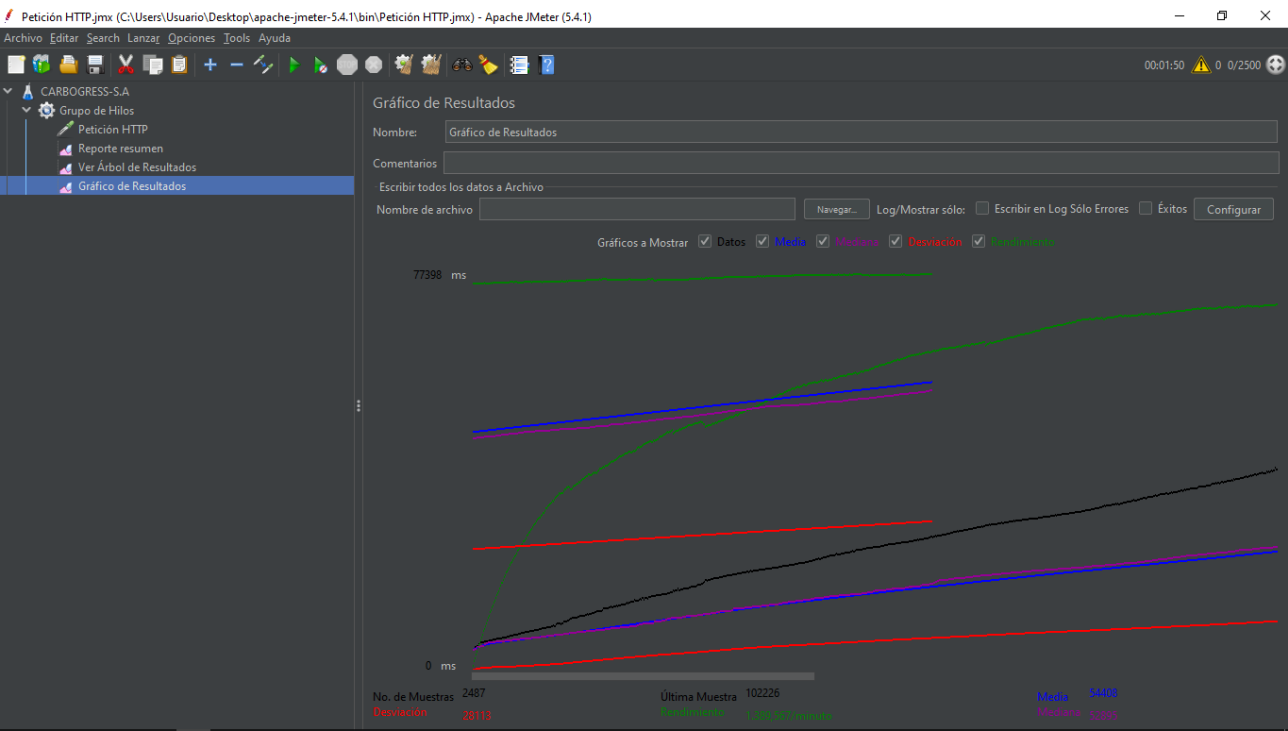 Petición HTTP.jmx (C:\Users\Usuario\Desktop\apache-jmeter-5.4.1\bin\Petición HTTP.jmx) - Apache JMeter (5.4.1)
Archivo Editar Search Lanzar Opciones Tools Ayuda
00:01:50 0 0/2500
CARBOGRESS-S.A
Grupo de Hilos
Petición HTTP
Reporte resumen
Ver Árbol de Resultados
Gráfico de Resultados
Gráfico de Resultados
Nombre: Gráfico de Resultados
Comentarios
Escribir todos los datos a Archivo
Nombre de archivo Navegar... Log/Mostrar sólo: Escribir en Log Sólo Errores Éxitos Configurar
Gráficos a Mostrar Datos Media Mediana Desviación Rendimiento
77398 ms
0 ms
No. de Muestras 2487 Última Muestra 102226 Media 54408
Desviación 28113 Rendimiento 1,389.567/minuto Mediana